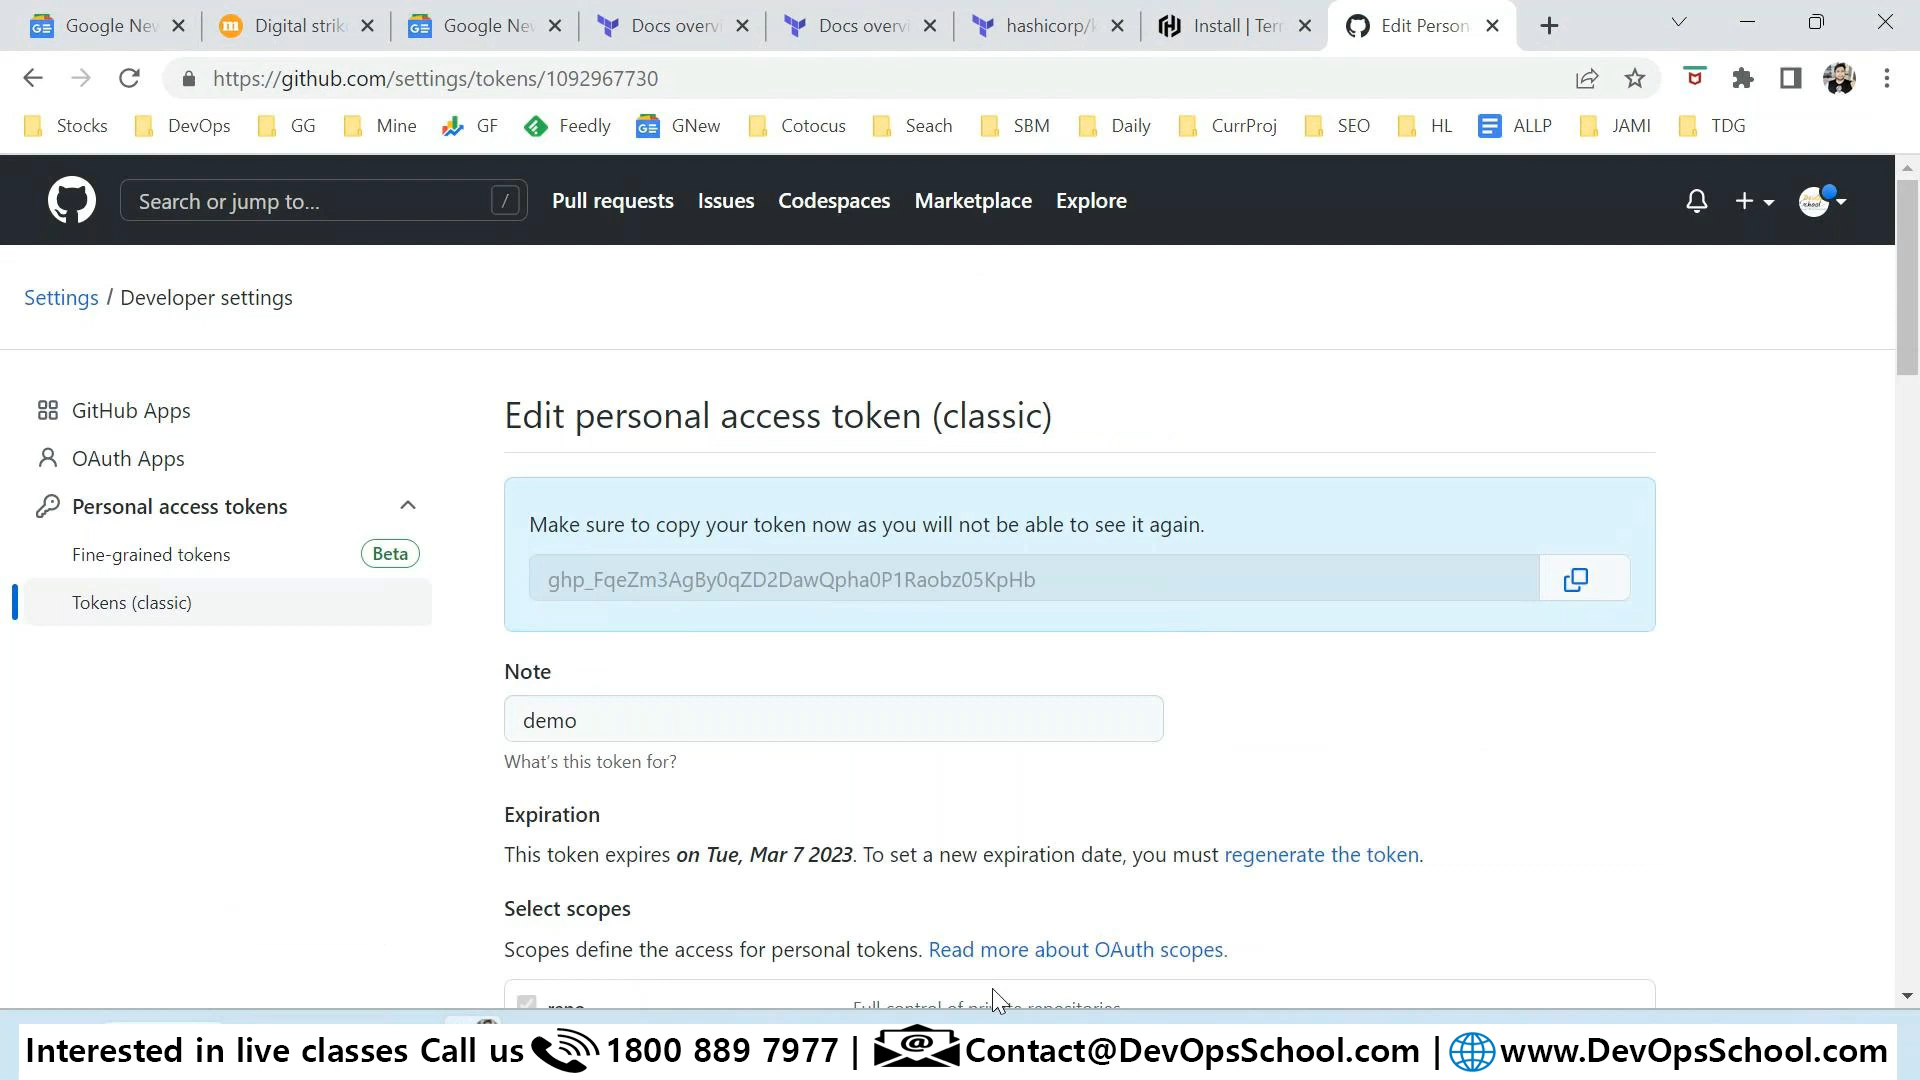 Google Nev
Digital strik
Google Nev
Docs overvi
Docs overvi
hashicorp/k
Install | Terr
Edit Person
https://github.com/settings/tokens/1092967730
Stocks
DevOps
GG
Mine
GF
Feedly
GNew
Cotocus
Seach
SBM
Daily
CurrProj
SEO
HL
ALLP
JAMI
TDG
Search or jump to...
/
Pull requests
Issues
Codespaces
Marketplace
Explore
Settings / Developer settings
GitHub Apps
OAuth Apps
Personal access tokens
Fine-grained tokens
Beta
Tokens (classic)
Edit personal access token (classic)
Make sure to copy your token now as you will not be able to see it again.
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
Note
demo
What's this token for?
Expiration
This token expires on Tue, Mar 7 2023. To set a new expiration date, you must regenerate the token.
Select scopes
Scopes define the access for personal tokens. Read more about OAuth scopes.
repo
Full control of private repositories
Interested in live classes Call us 1800 889 7977 | Contact@DevOpsSchool.com | www.DevOpsSchool.com